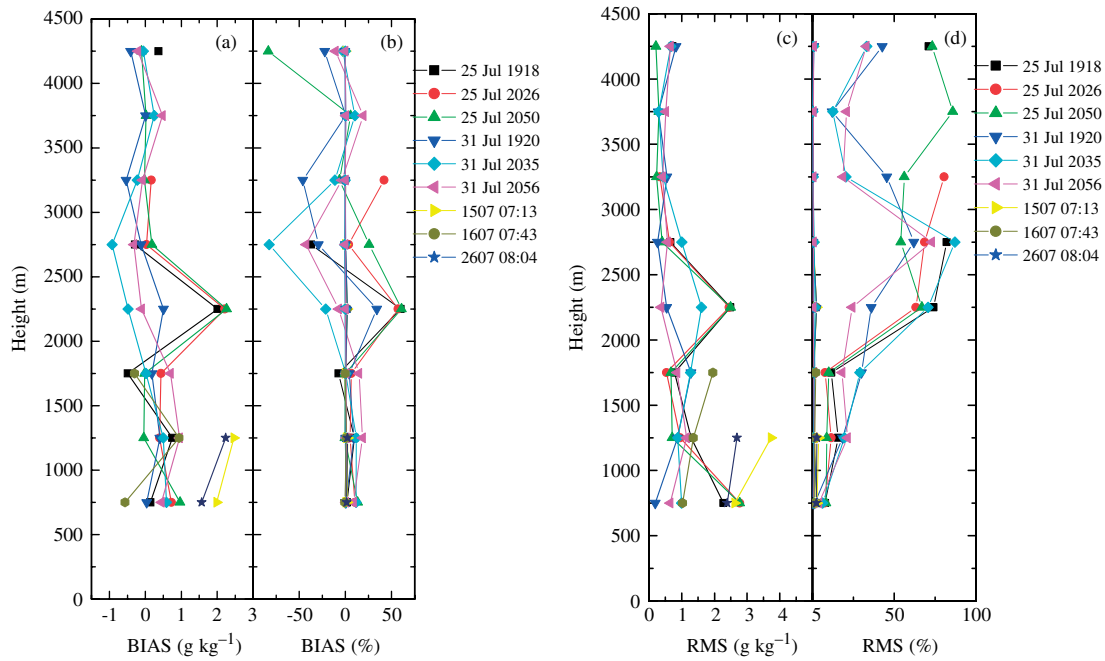 4500
4000
3500
3000
2500
2000
1500
1000
500
0
Height (m)
(a)
(b)
-1
0
1
2
3
-50
0
50
BIAS (g kg⁻¹)
BIAS (%)
25 Jul 1918
25 Jul 2026
25 Jul 2050
31 Jul 1920
31 Jul 2035
31 Jul 2056
1507 07:13
1607 07:43
2607 08:04
4500
4000
3500
3000
2500
2000
1500
1000
500
0
Height (m)
(c)
(d)
0
1
2
3
4
5
50
100
RMS (g kg⁻¹)
RMS (%)
25 Jul 1918
25 Jul 2026
25 Jul 2050
31 Jul 1920
31 Jul 2035
31 Jul 2056
1507 07:13
1607 07:43
2607 08:04